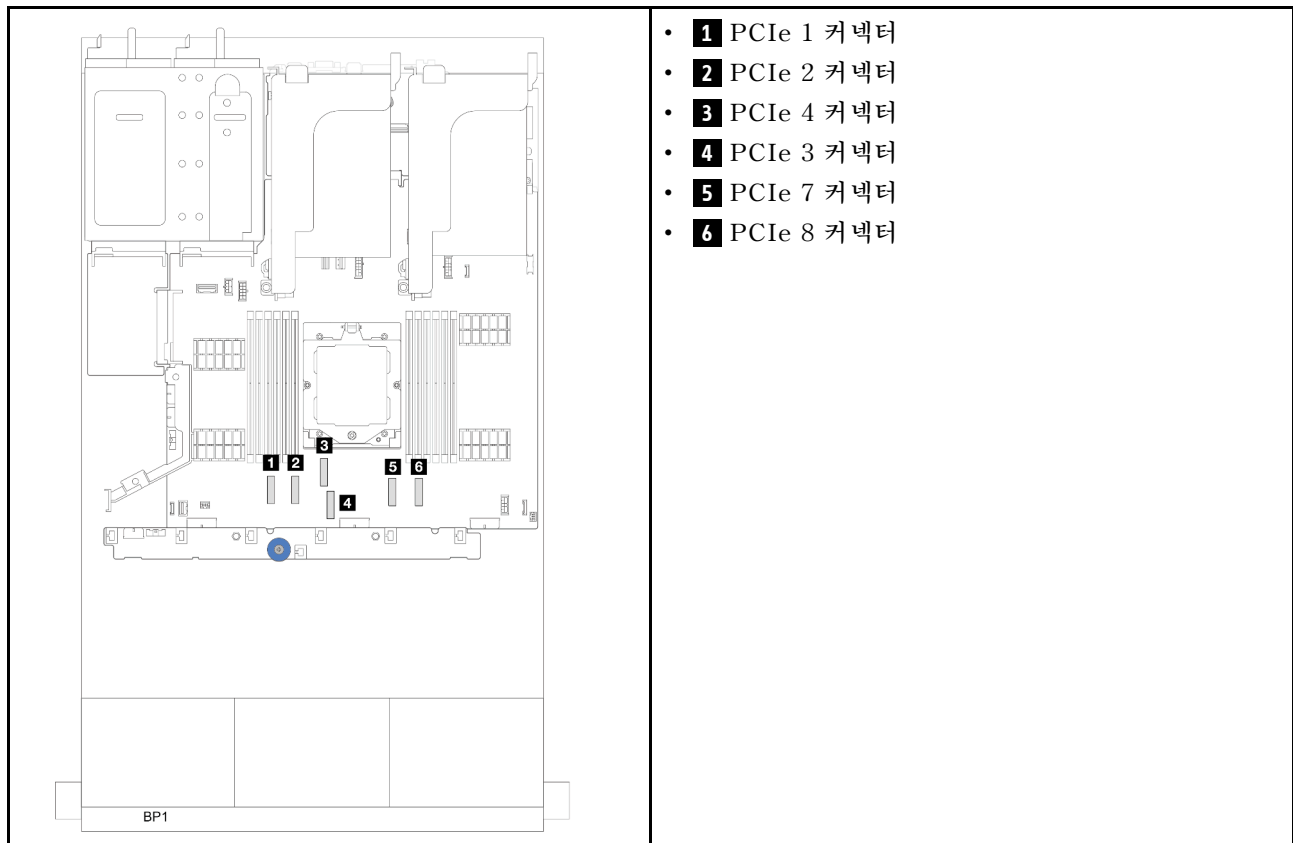 1
2
3
4
5
6
BP1
• 1 PCIe 1 커넥터
• 2 PCIe 2 커넥터
• 3 PCIe 4 커넥터
• 4 PCIe 3 커넥터
• 5 PCIe 7 커넥터
• 6 PCIe 8 커넥터